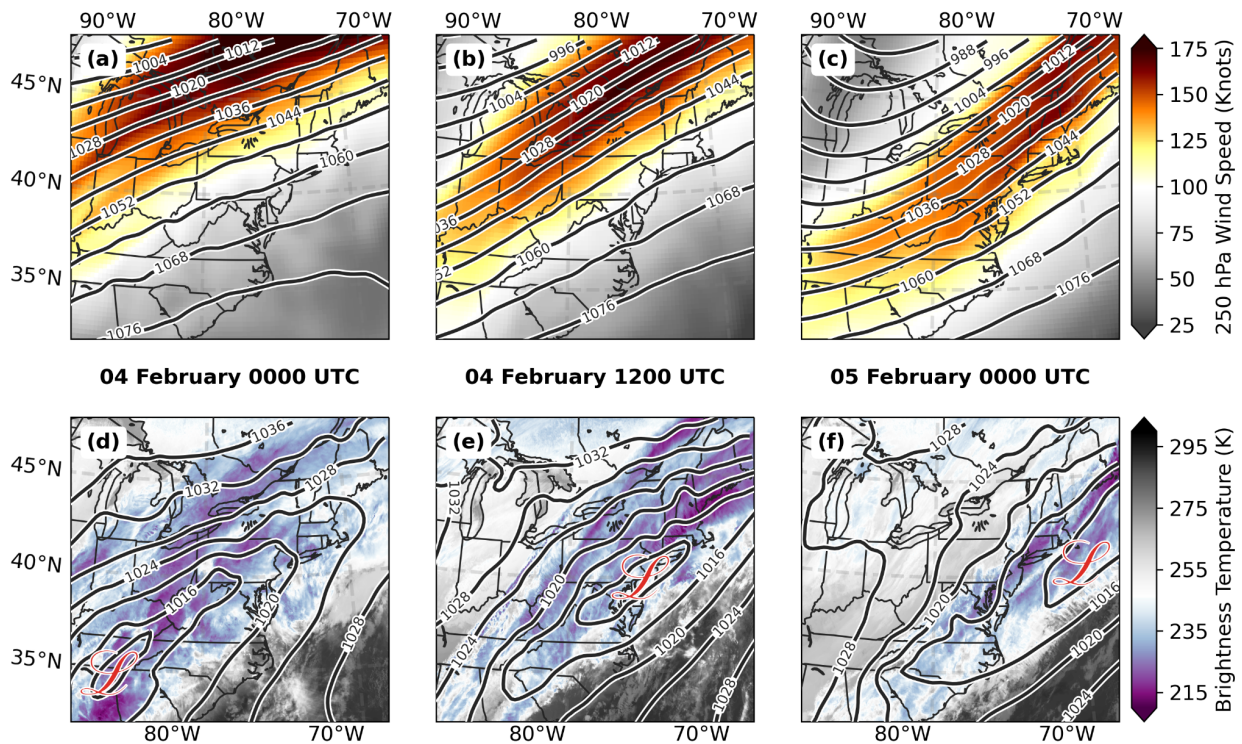 90°W 80°W 70°W 90°W 80°W 70°W 90°W 80°W 70°W
(a) (b) (c)
45°N
40°N
35°N
1004 1012 1020 1036 1044 1028 1060 1052 1068 1076
996 1012 1004 1020 1044 1028 1068 1060 1076
988 996 1012 1004 1020 1028 1044 1036 1052 1060 1068 1076
175
150
125
100
75
50
25
250 hPa Wind Speed (Knots)
04 February 0000 UTC 04 February 1200 UTC 05 February 0000 UTC
(d) (e) (f)
45°N
40°N
35°N
1036 1028 1032 1024 1016 1020 1028 L
1032 1032 1020 1016 1028 1024 1020 1024 1028 L
1028 1024 1020 1016 1028 1020 1024 L
295
275
255
235
215
Brightness Temperature (K)
80°W 70°W 80°W 70°W 80°W 70°W